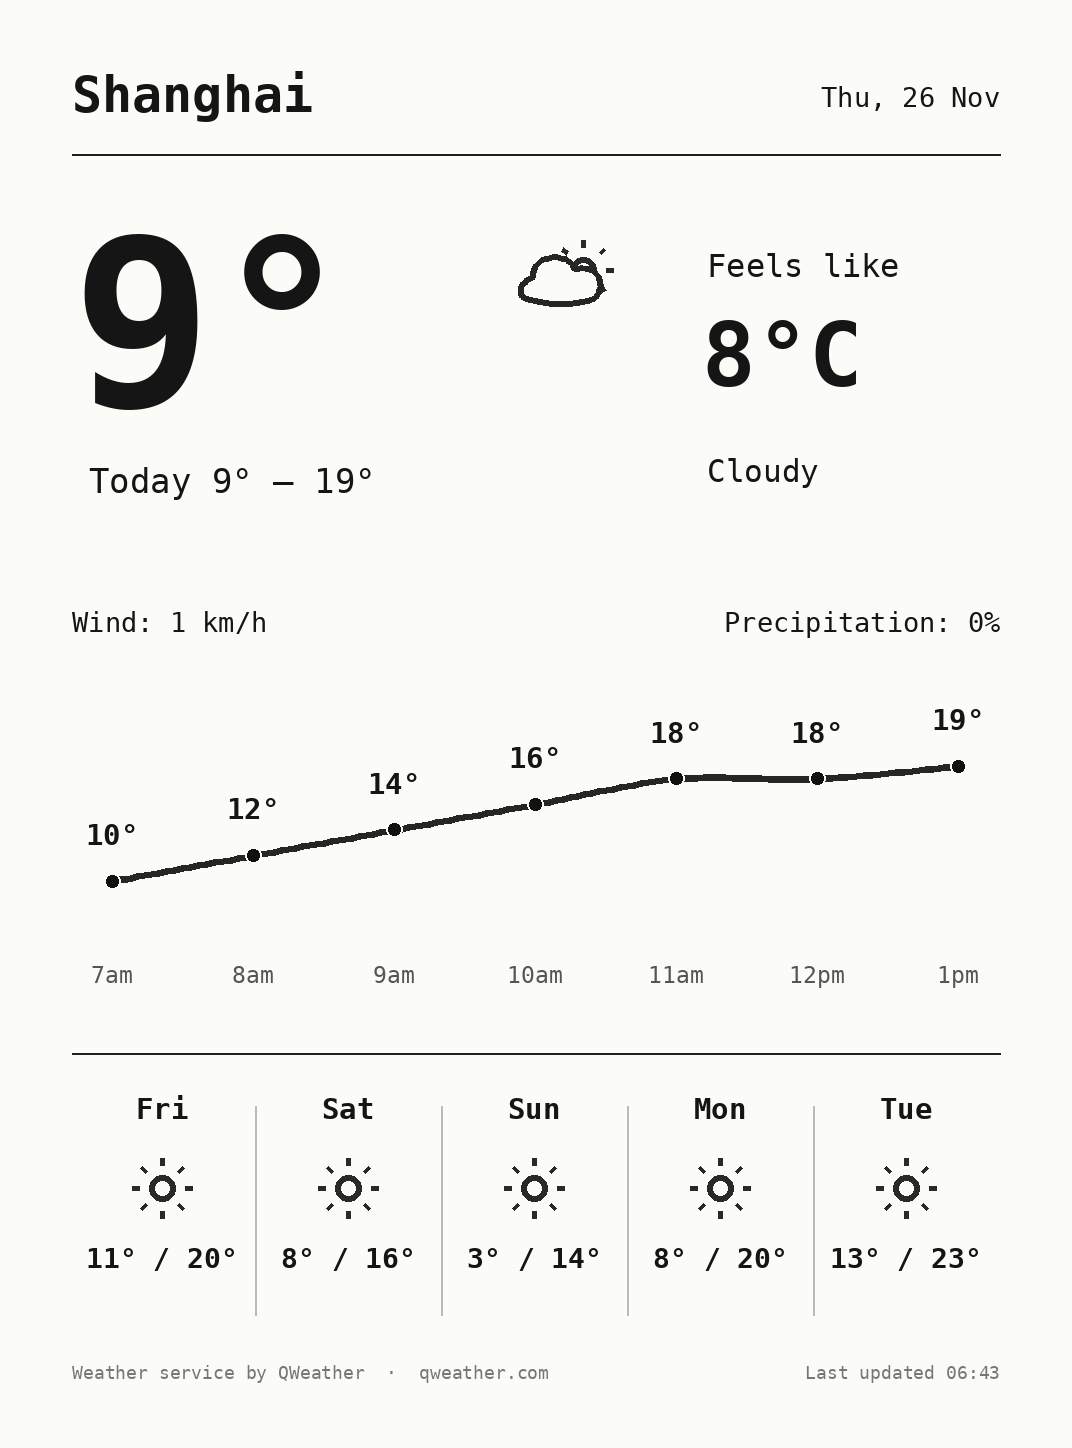 Shanghai
Thu, 26 Nov
9°
Feels like
8°C
Today 9° — 19°
Cloudy
Wind: 1 km/h
Precipitation: 0%
10° 12° 14° 16° 18° 18° 19°
7am 8am 9am 10am 11am 12pm 1pm
Fri Sat Sun Mon Tue
11° / 20° 8° / 16° 3° / 14° 8° / 20° 13° / 23°
Weather service by QWeather · qweather.com
Last updated 06:43